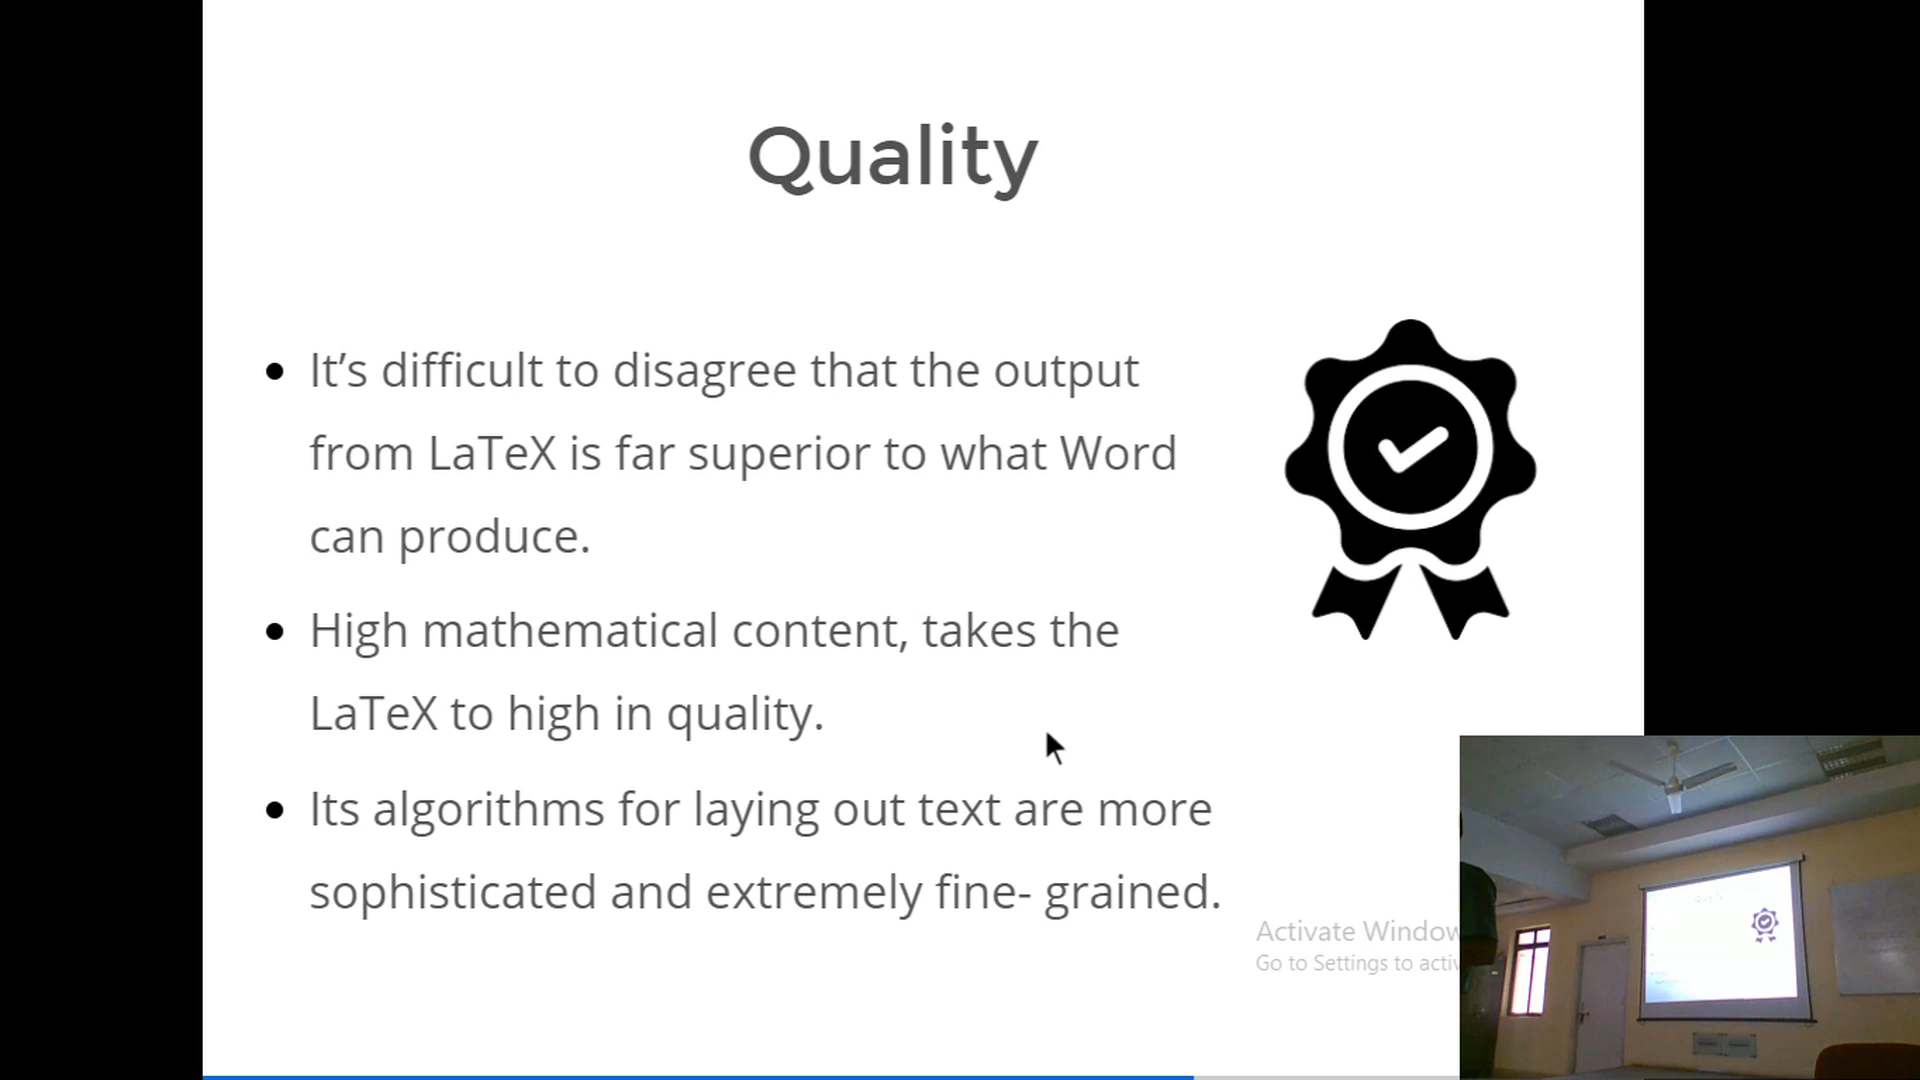 Quality
It’s difficult to disagree that the output
from LaTeX is far superior to what Word
can produce.
High mathematical content, takes the
LaTeX to high in quality.
Its algorithms for laying out text are more
sophisticated and extremely fine- grained.
Activate Window
Go to Settings to activ